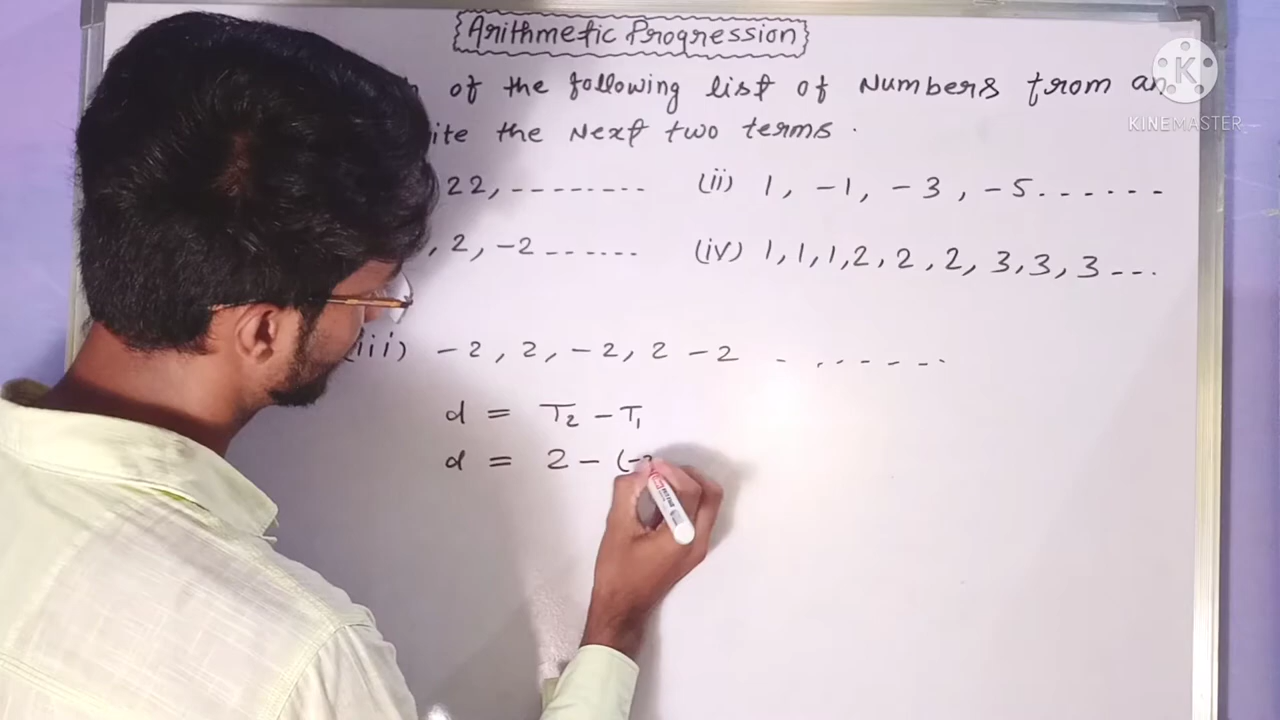 Arithmetic Progression
of the following list of Numbers from an
the Next two terms .
22, --------- (ii) 1, -1, -3, -5......
, 2, -2 ------ (iv) 1,1,1,2,2,2,3,3,3---.
iii) -2, 2, -2, 2 -2 - .------.
d = T2 - T1
d = 2 - (-
K
KINEMASTER